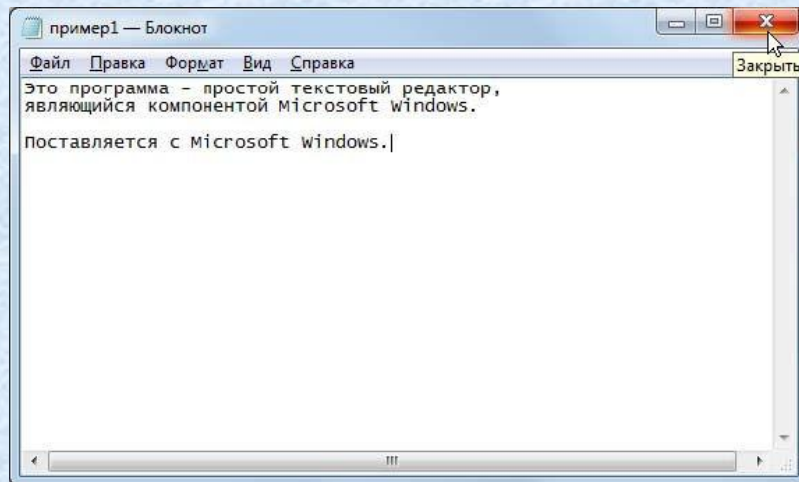 пример1 — Блокнот
Файл Правка Формат Вид Справка
Закрыть
Это программа – простой текстовый редактор,
являющийся компонентой Microsoft Windows.
Поставляется с Microsoft Windows.